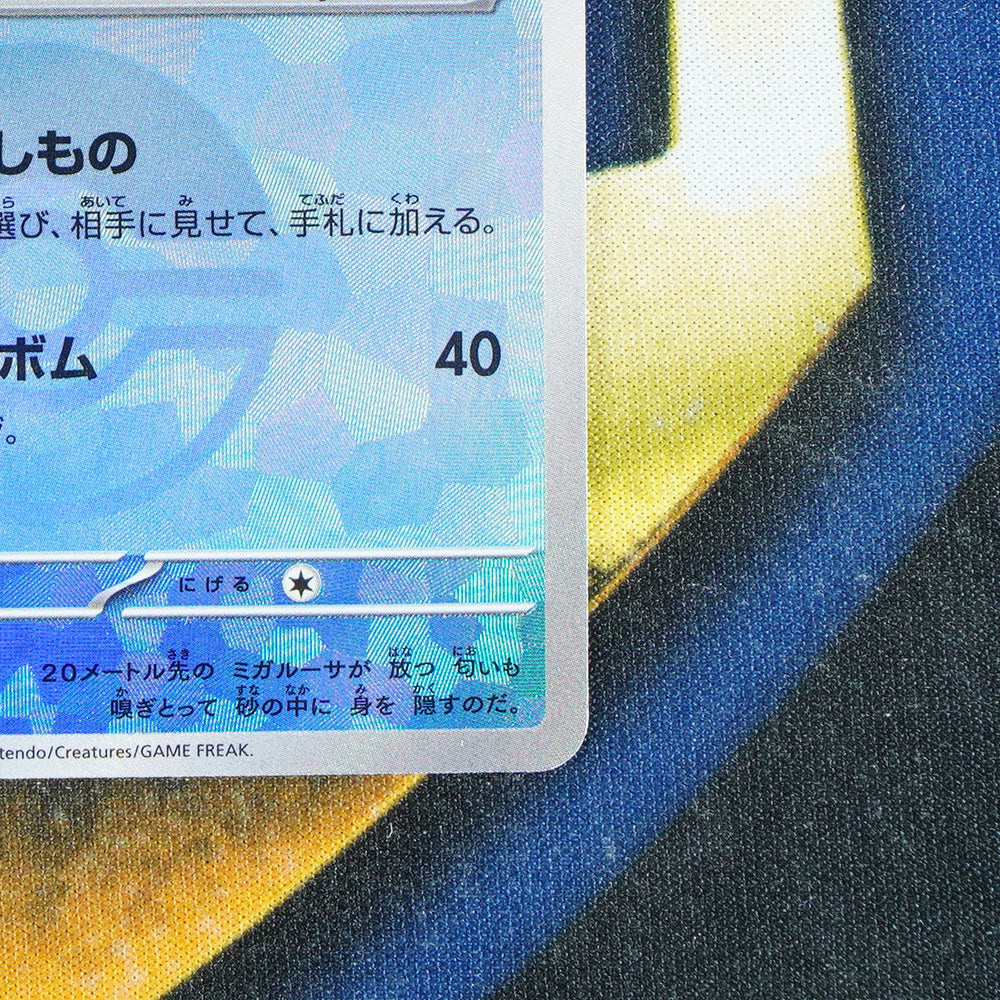 しもの
選び、相手に見せて、手札に加える。
ボム 40
。
にげる
20メートル先の ミガルーサが 放つ 匂いも
嗅ぎとって 砂の中に 身を 隠すのだ。
tendo/Creatures/GAME FREAK.